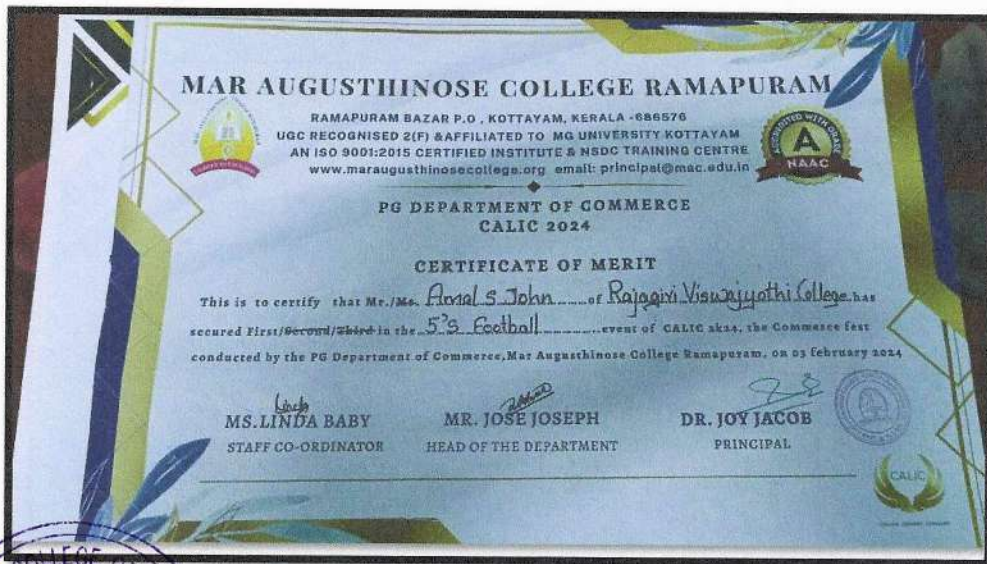 MAR AUGUSTHINOSE COLLEGE RAMAPURAM
RAMAPURAM BAZAR P.O , KOTTAYAM, KERALA -686576
UGC RECOGNISED 2(F) &AFFILIATED TO MG UNIVERSITY KOTTAYAM
AN ISO 9001:2015 CERTIFIED INSTITUTE & NSDC TRAINING CENTRE
www.maraugusthinosecollege.org email: principal@mac.edu.in
ACCREDITED WITH GRADE
A
NAAC
PG DEPARTMENT OF COMMERCE
CALIC 2024
CERTIFICATE OF MERIT
This is to certify that Mr./Ms. Amal S John of Rajagiri Viswajyothi College has
secured First/Second/Third in the 5's Football event of CALIC 2k24, the Commerce fest
conducted by the PG Department of Commerce,Mar Augusthinose College Ramapuram, on 03 february 2024
MS.LINDA BABY
MR. JOSE JOSEPH
DR. JOY JACOB
STAFF CO-ORDINATOR
HEAD OF THE DEPARTMENT
PRINCIPAL
CALIC
COLLEGE